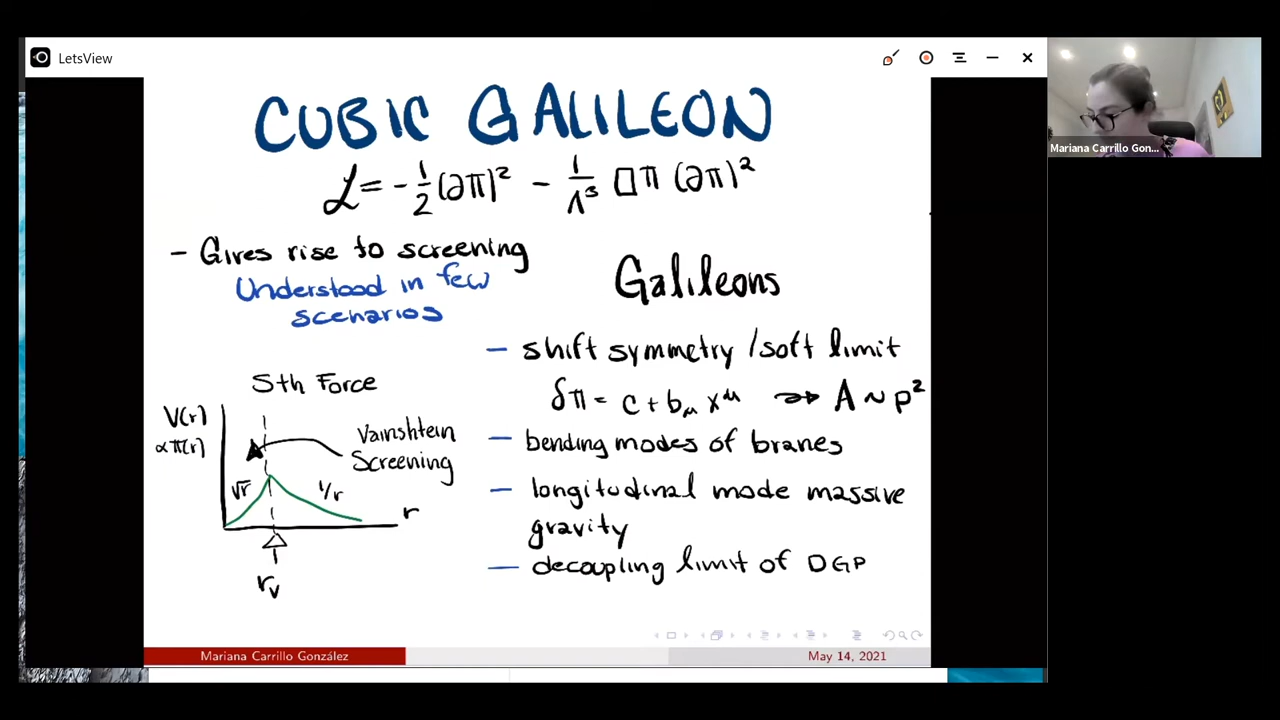 LetsView
CUBIC GALILEON
ℒ = -1/2 (∂π)² - 1/Λ³ □π (∂π)²
- Gives rise to screening
Understood in few
scenarios
5th Force
V(r)
∝ π(r)
Vainshtein
Screening
√r
1/r
r
r_V
Galileons
— shift symmetry / soft limit
δπ = c + b_μ x^μ ⇝ A ~ p²
— bending modes of branes
— longitudinal mode massive
gravity
— decoupling limit of DGP
Mariana Carrillo González
May 14, 2021
Mariana Carrillo Gon...